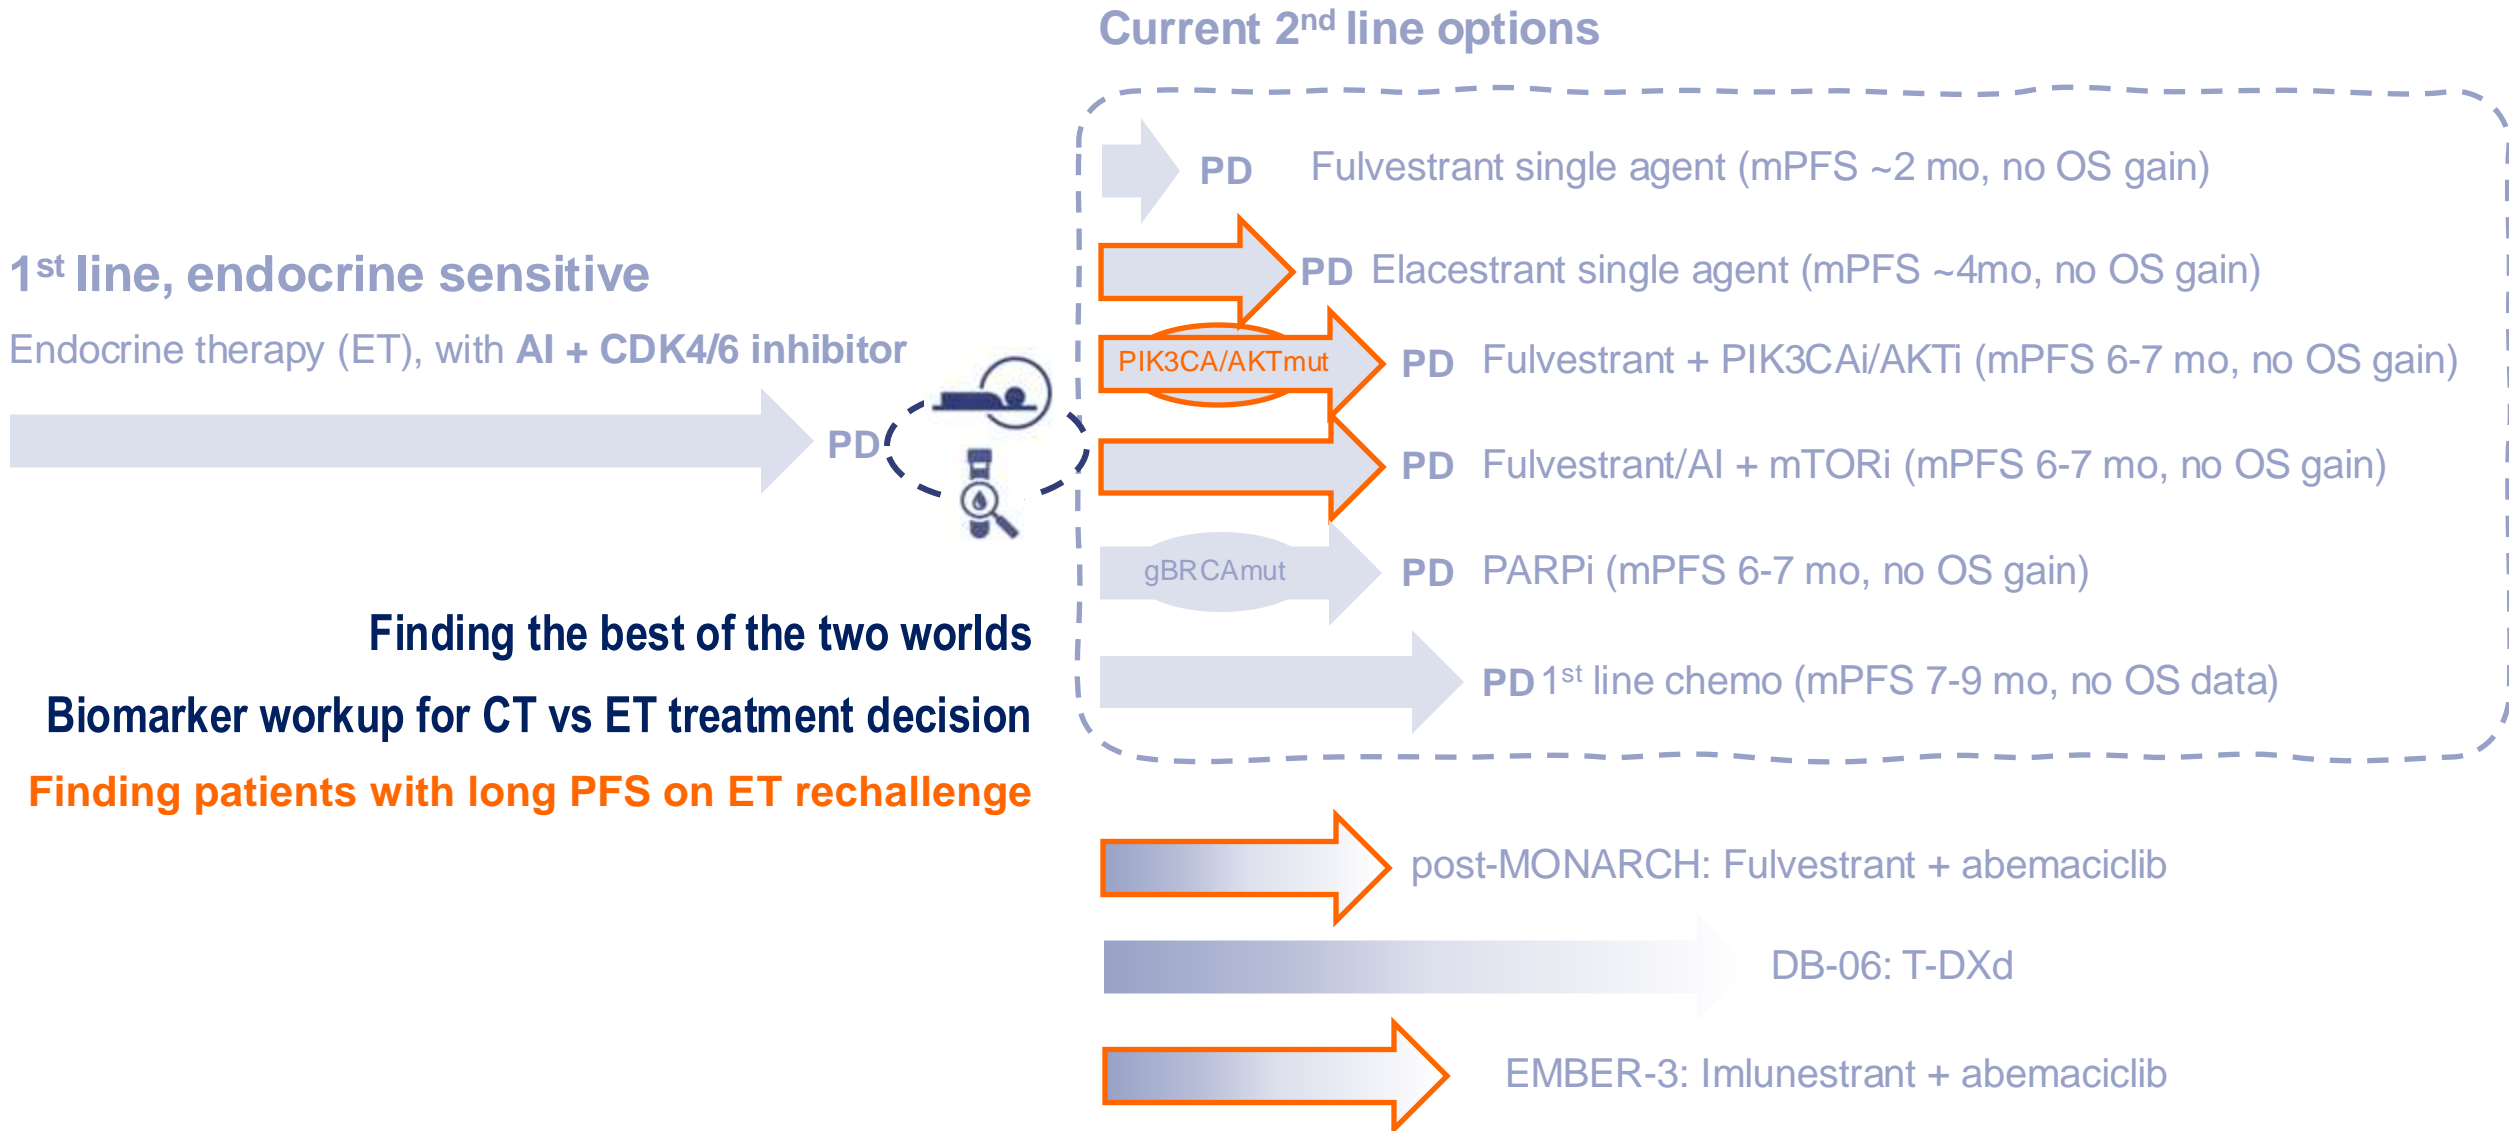 Current 2nd line options
PD Fulvestrant single agent (mPFS ~2 mo, no OS gain)
PD Elacestrant single agent (mPFS ~4mo, no OS gain)
1st line, endocrine sensitive
Endocrine therapy (ET), with AI + CDK4/6 inhibitor
PD
PIK3CA/AKTmut PD Fulvestrant + PIK3CAi/AKTi (mPFS 6-7 mo, no OS gain)
PD Fulvestrant/AI + mTORi (mPFS 6-7 mo, no OS gain)
gBRCAmut PD PARPi (mPFS 6-7 mo, no OS gain)
PD 1st line chemo (mPFS 7-9 mo, no OS data)
Finding the best of the two worlds
Biomarker workup for CT vs ET treatment decision
Finding patients with long PFS on ET rechallenge
post-MONARCH: Fulvestrant + abemaciclib
DB-06: T-DXd
EMBER-3: Imlunestrant + abemaciclib